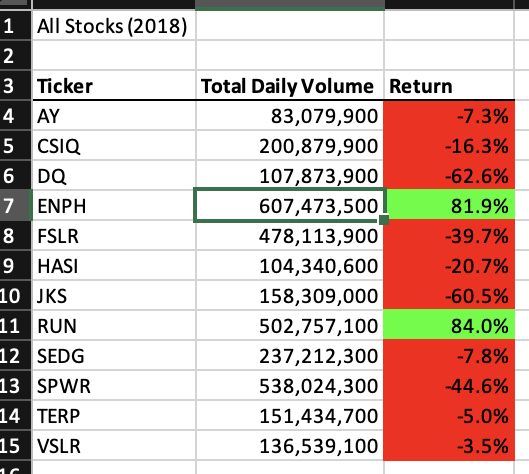 1 All Stocks (2018)
2
3 Ticker Total Daily Volume Return
4 AY 83,079,900 -7.3%
5 CSIQ 200,879,900 -16.3%
6 DQ 107,873,900 -62.6%
7 ENPH 607,473,500 81.9%
8 FSLR 478,113,900 -39.7%
9 HASI 104,340,600 -20.7%
10 JKS 158,309,000 -60.5%
11 RUN 502,757,100 84.0%
12 SEDG 237,212,300 -7.8%
13 SPWR 538,024,300 -44.6%
14 TERP 151,434,700 -5.0%
15 VSLR 136,539,100 -3.5%